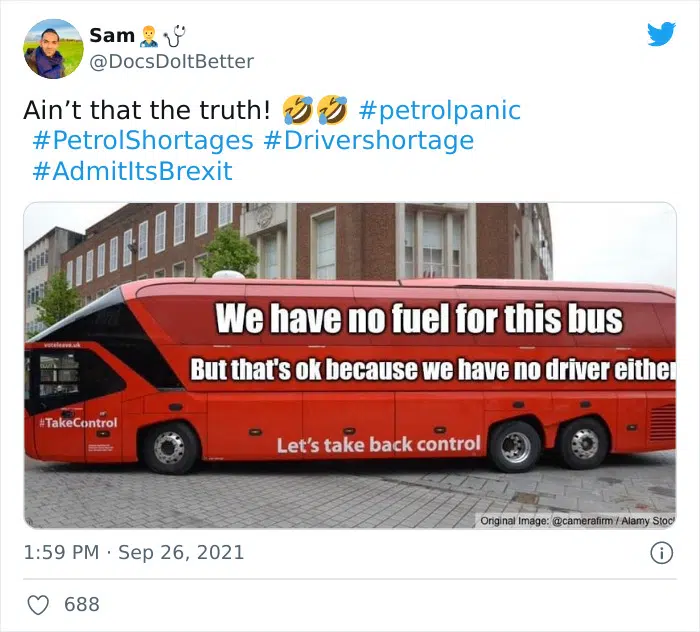 Sam 👨‍⚕️🩺
@DocsDoItBetter
Ain’t that the truth! 🤣🤣 #petrolpanic
#PetrolShortages #Drivershortage
#AdmitItsBrexit
We have no fuel for this bus
voteleave.uk
But that's ok because we have no driver either
#TakeControl
Let’s take back control
Original Image: @camerafirm / Alamy Stoc
1:59 PM · Sep 26, 2021
688